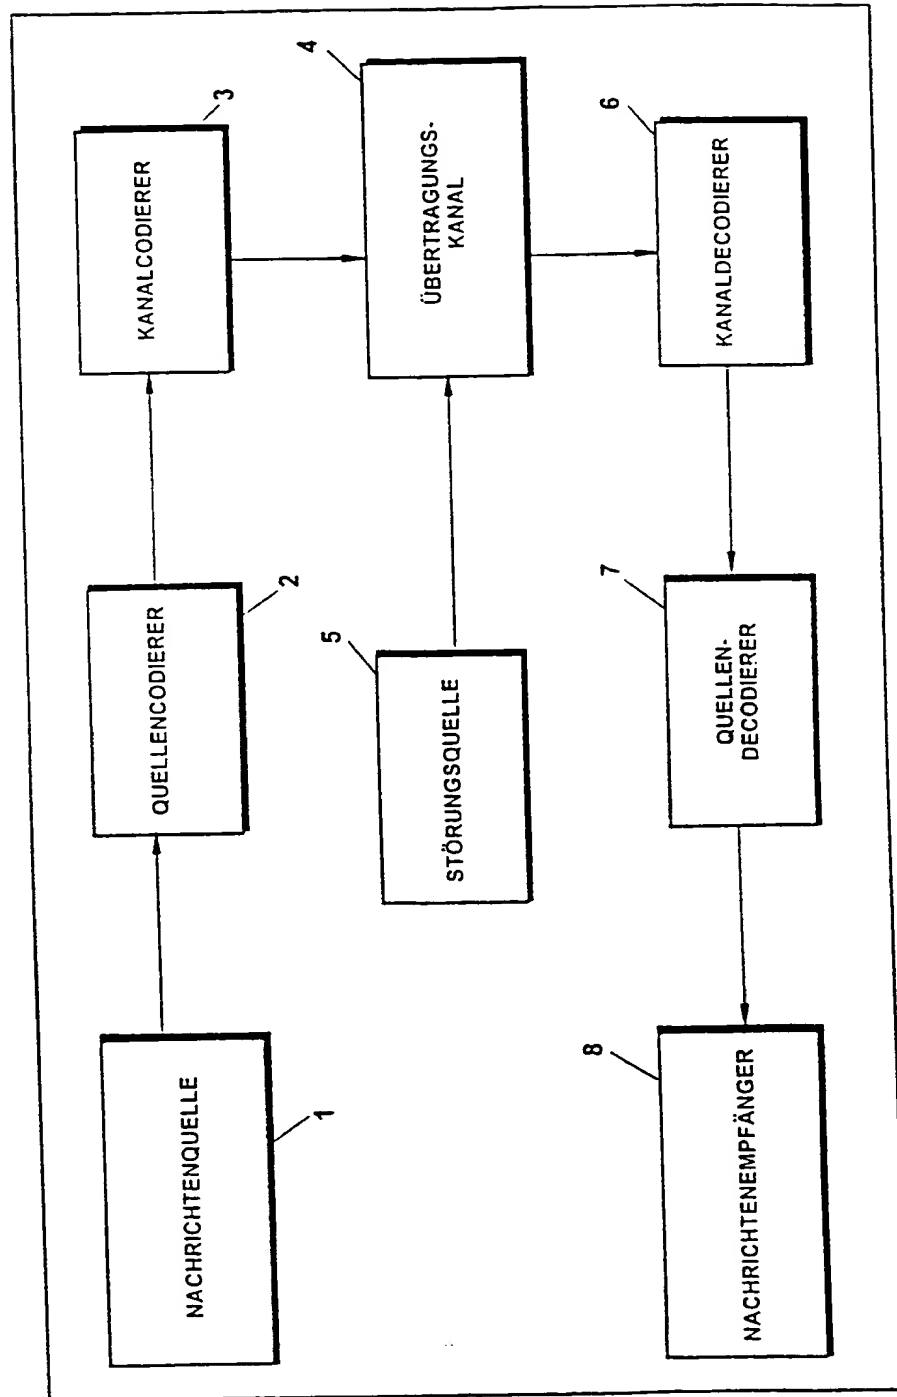 NACHRICHTENQUELLE
1
QUELLENCODIERER
2
KANALCODIERER
3
ÜBERTRAGUNGS-
KANAL
4
STÖRUNGSQUELLE
5
KANALDECODIERER
6
QUELLEN-
DECODIERER
7
NACHRICHTENEMPFÄNGER
8